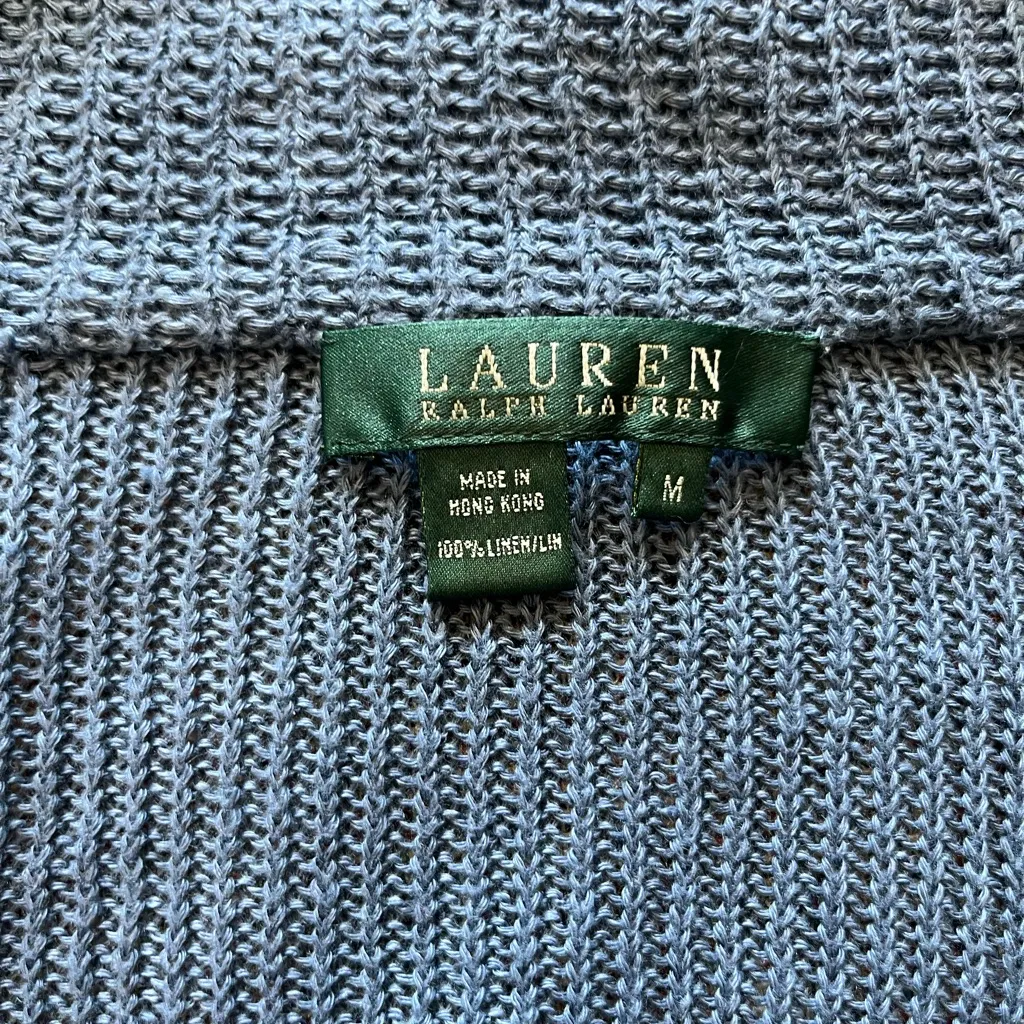 LAUREN
RALPH LAUREN
MADE IN
HONG KONG
100% LINEN/LIN
M